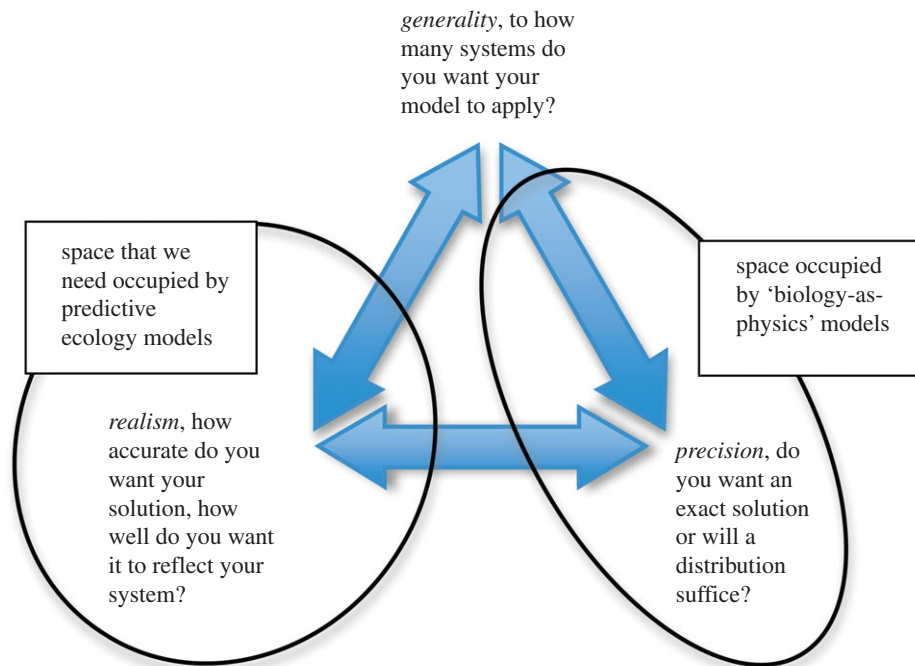 generality, to how
many systems do
you want your
model to apply?
space that we
need occupied by
predictive
ecology models
space occupied
by ‘biology-as-
physics’ models
realism, how
accurate do you
want your
solution, how
well do you want
it to reflect your
system?
precision, do
you want an
exact solution
or will a
distribution
suffice?